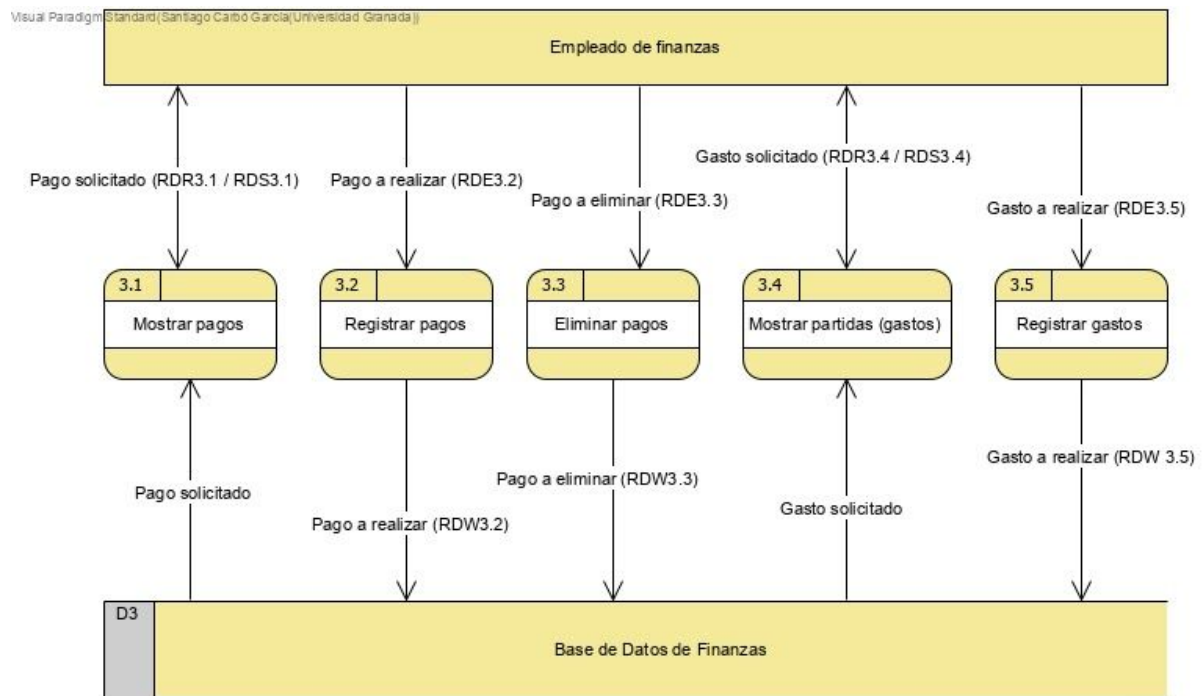 Visual Paradigm Standard(Santiago Carbó García(Universidad Granada))
Empleado de finanzas
Pago solicitado (RDR3.1 / RDS3.1)
Pago a realizar (RDE3.2)
Pago a eliminar (RDE3.3)
Gasto solicitado (RDR3.4 / RDS3.4)
Gasto a realizar (RDE3.5)
3.1
Mostrar pagos
3.2
Registrar pagos
3.3
Eliminar pagos
3.4
Mostrar partidas (gastos)
3.5
Registrar gastos
Pago solicitado
Pago a realizar (RDW3.2)
Pago a eliminar (RDW3.3)
Gasto solicitado
Gasto a realizar (RDW 3.5)
D3
Base de Datos de Finanzas